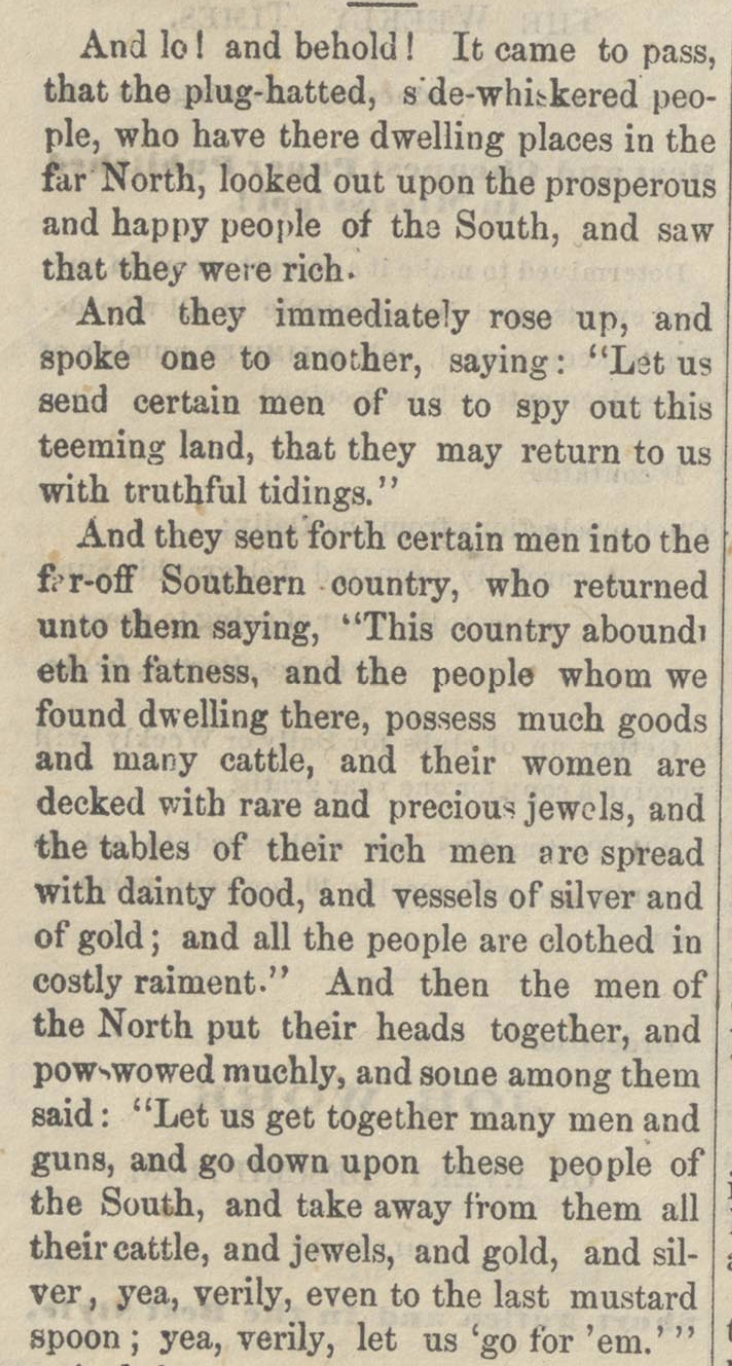 And lo! and behold! It came to pass,
that the plug-hatted, s de-whiskered peo-
ple, who have there dwelling places in the
far North, looked out upon the prosperous
and happy people of the South, and saw
that they were rich.
And they immediately rose up, and
spoke one to another, saying: "Let us
send certain men of us to spy out this
teeming land, that they may return to us
with truthful tidings."
And they sent forth certain men into the
far-off Southern country, who returned
unto them saying, "This country aboundi
eth in fatness, and the people whom we
found dwelling there, possess much goods
and many cattle, and their women are
decked with rare and precious jewels, and
the tables of their rich men are spread
with dainty food, and vessels of silver and
of gold; and all the people are clothed in
costly raiment." And then the men of
the North put their heads together, and
pow-wowed muchly, and some among them
said: "Let us get together many men and
guns, and go down upon these people of
the South, and take away from them all
their cattle, and jewels, and gold, and sil-
ver, yea, verily, even to the last mustard
spoon; yea, verily, let us 'go for 'em.'"